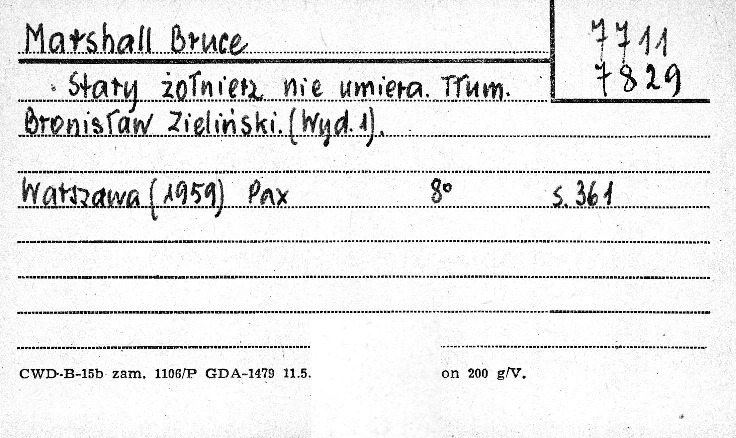 Marshall Bruce
7711
7829
Stary żołnierz nie umiera. Tłum.
Bronisław Zieliński. (Wyd. 1).
Warszawa (1959) Pax 8° s. 361
CWD-B-15b zam. 1106/P GDA-1479 11.5.
on 200 g/V.